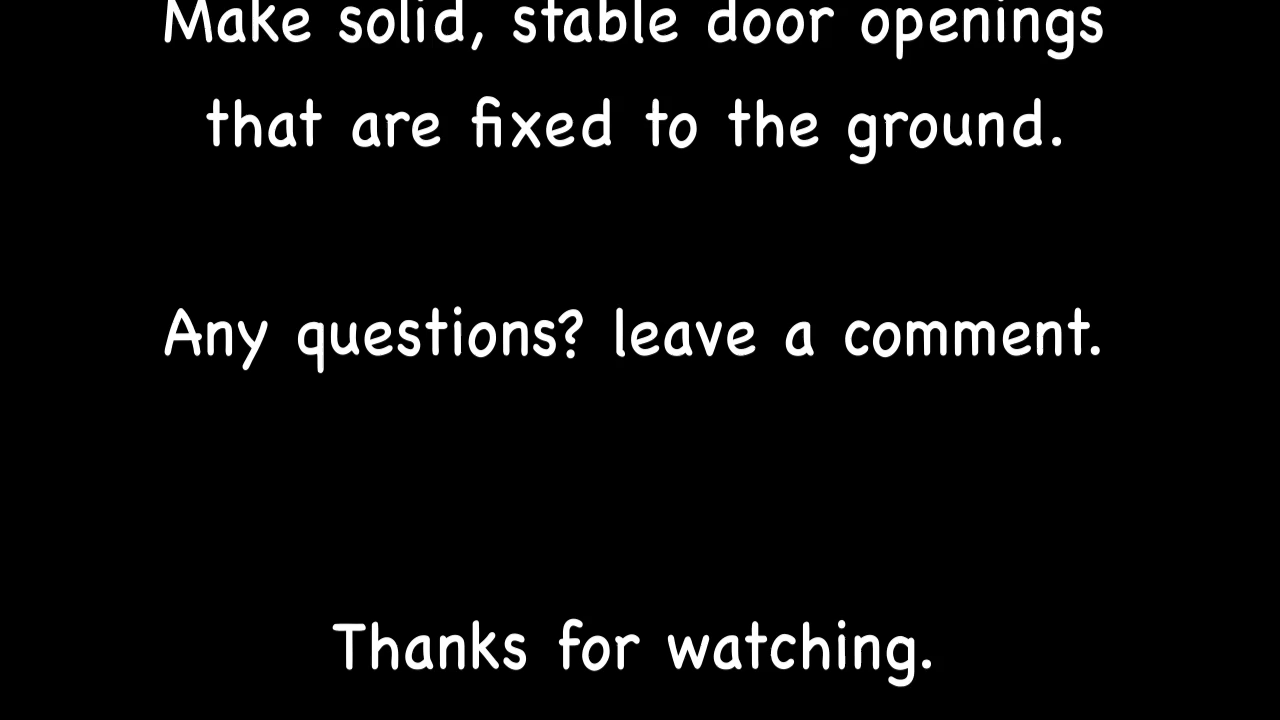 Make solid, stable door openings
that are fixed to the ground.
Any questions? leave a comment.
Thanks for watching.